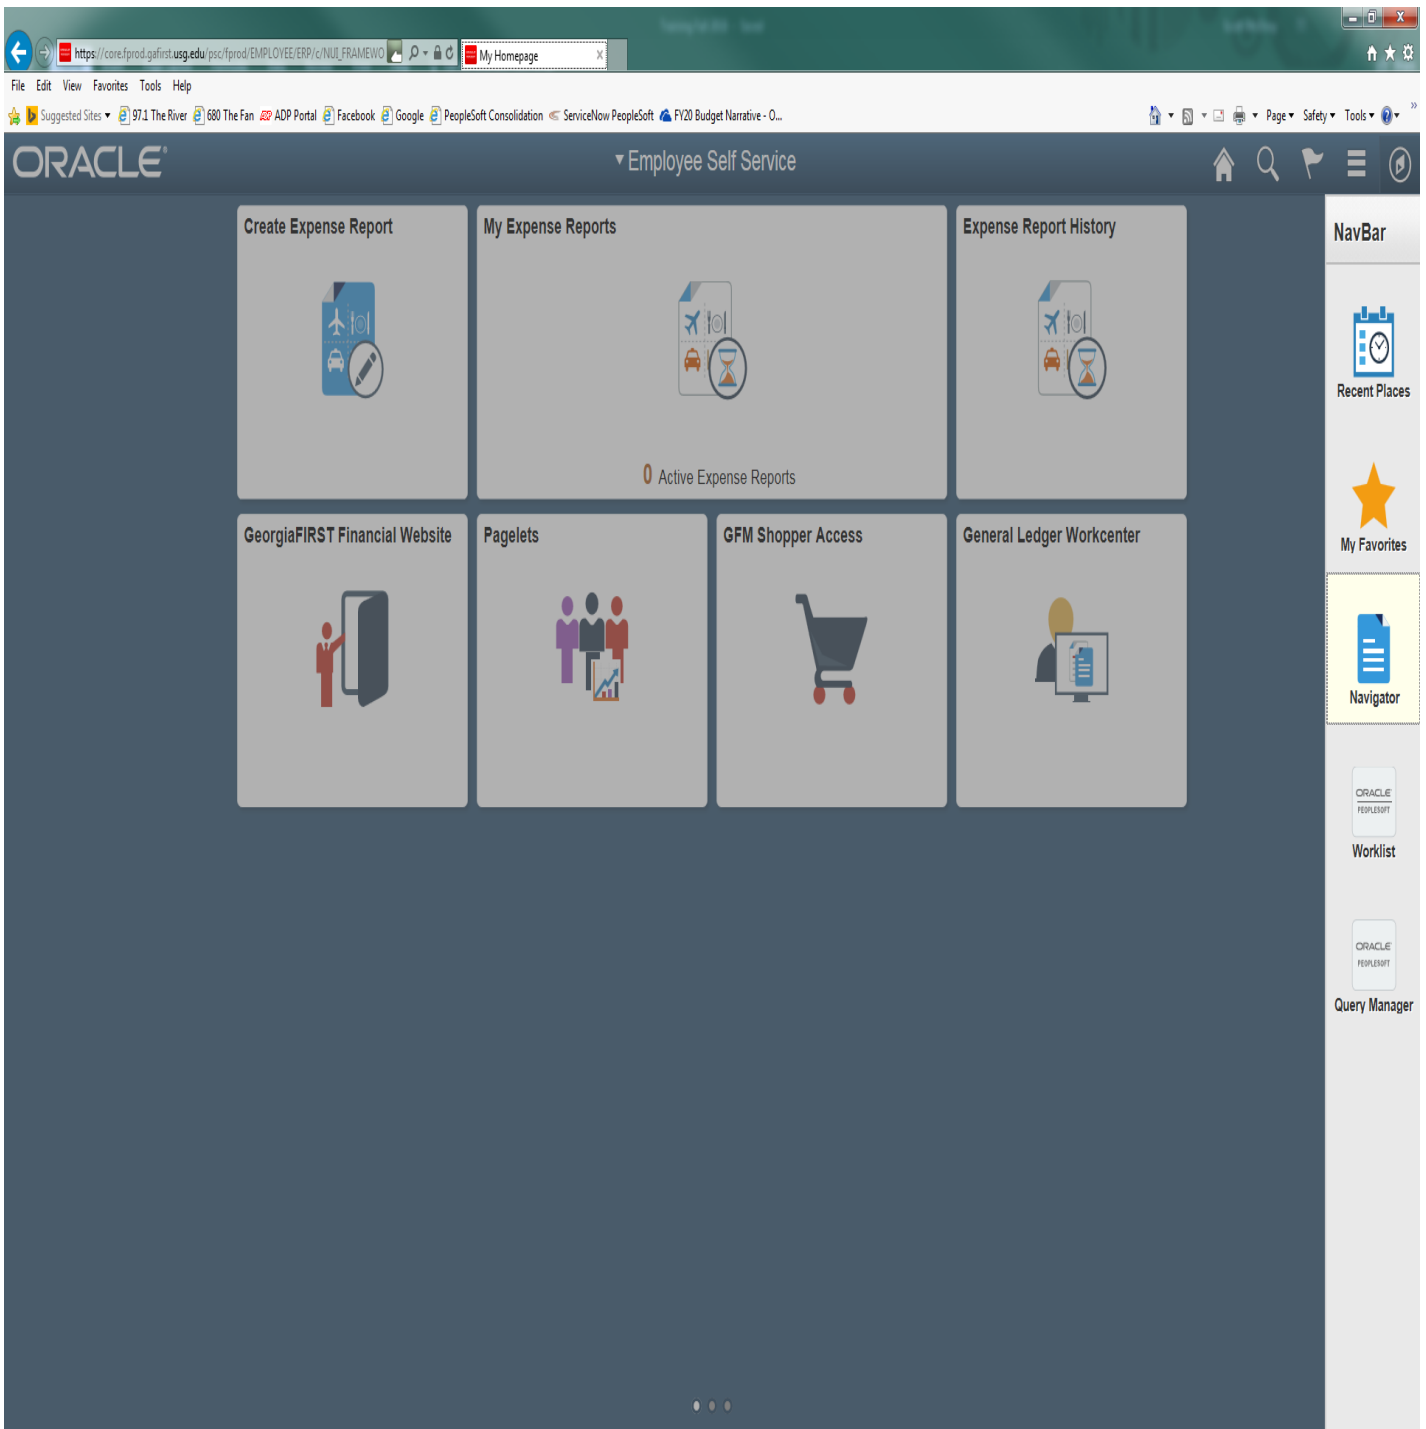 https://core.fprod.gafirst.usg.edu/psc/fprod/EMPLOYEE/ERP/c/NUI_FRAMEWO
My Homepage
File Edit View Favorites Tools Help
Suggested Sites 97.1 The River 680 The Fan ADP Portal Facebook Google PeopleSoft Consolidation ServiceNow PeopleSoft FY20 Budget Narrative - O...
Page Safety Tools
ORACLE
Employee Self Service
NavBar
Create Expense Report
My Expense Reports
0 Active Expense Reports
Expense Report History
GeorgiaFIRST Financial Website
Pagelets
GFM Shopper Access
General Ledger Workcenter
Recent Places
My Favorites
Navigator
ORACLE
PEOPLESOFT
Worklist
ORACLE
PEOPLESOFT
Query Manager